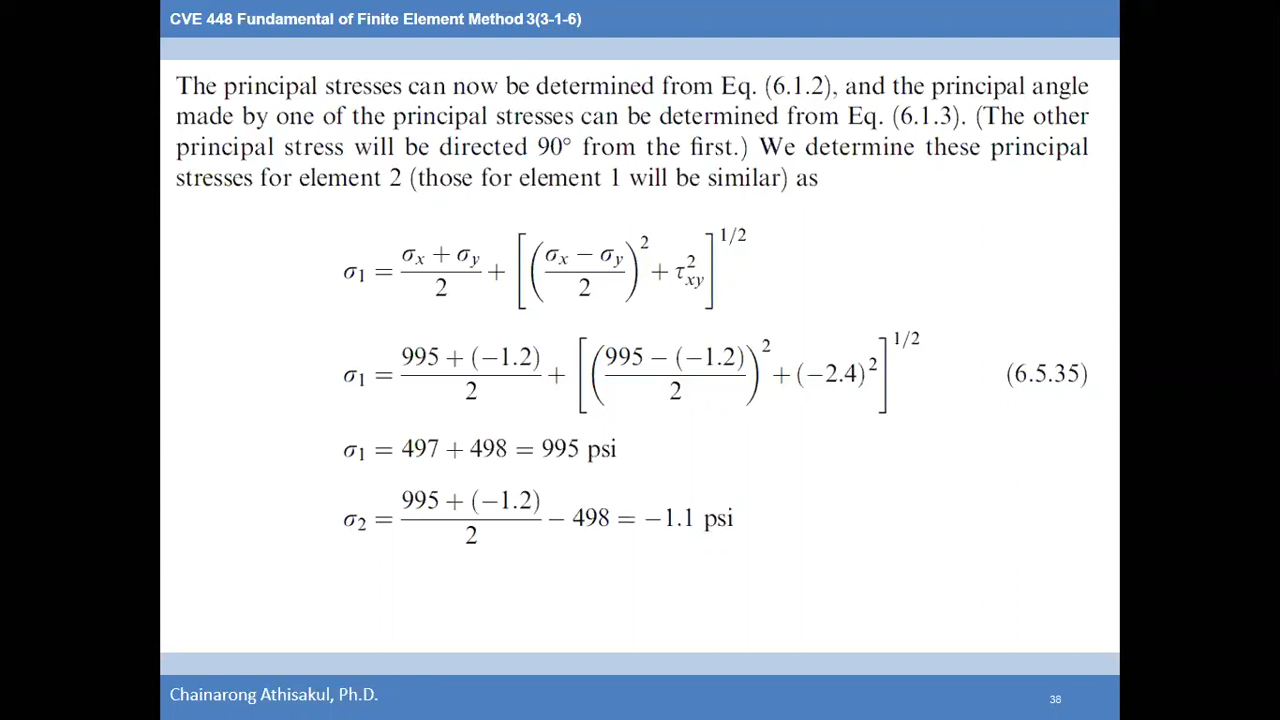 CVE 448 Fundamental of Finite Element Method 3(3-1-6)
The principal stresses can now be determined from Eq. (6.1.2), and the principal angle
made by one of the principal stresses can be determined from Eq. (6.1.3). (The other
principal stress will be directed 90° from the first.) We determine these principal
stresses for element 2 (those for element 1 will be similar) as
σ₁ = (σₓ + σ_y)/2 + [((σₓ − σ_y)/2)² + τ²_xy]^1/2
σ₁ = (995 + (−1.2))/2 + [((995 − (−1.2))/2)² + (−2.4)²]^1/2 (6.5.35)
σ₁ = 497 + 498 = 995 psi
σ₂ = (995 + (−1.2))/2 − 498 = −1.1 psi
Chainarong Athisakul, Ph.D.
38